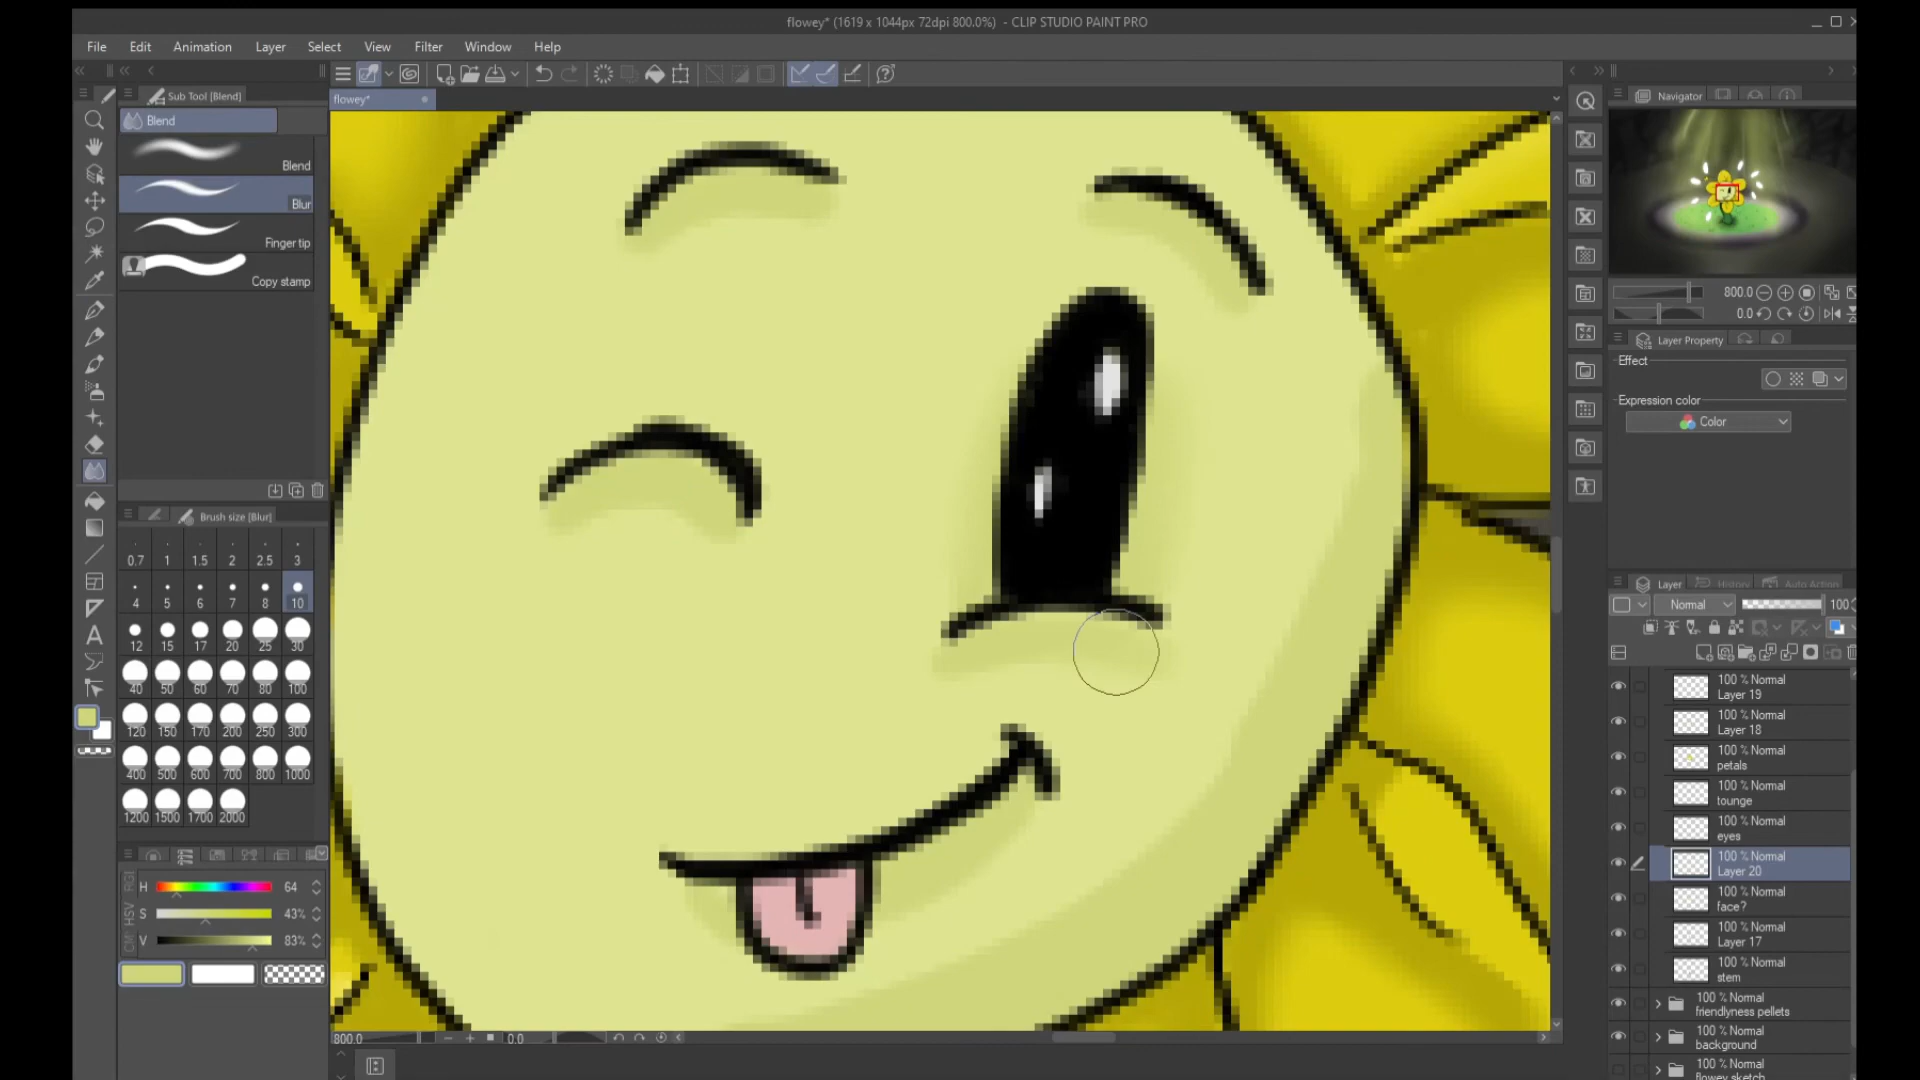 flowey* (1619 x 1044px 72dpi 800.0%) - CLIP STUDIO PAINT PRO
File Edit Animation Layer Select View Filter Window Help
Sub Tool [Blend]
flowey*
Navigator
Blend
Blend
Blur
Finger tip
Copy stamp
800.0
0.0
Layer Property
Effect
Expression color
Color
Brush size [Blur]
0.7 1 1.5 2 2.5 3
4 5 6 7 8 10
12 15 17 20 25 30
40 50 60 70 80 100
120 150 170 200 250 300
400 500 600 700 800 1000
1200 1500 1700 2000
H 64
S 43%
V 83%
RGB
HSV
Layer History Auto Action
Normal 100
100 % Normal
Layer 19
100 % Normal
Layer 18
100 % Normal
petals
100 % Normal
tounge
100 % Normal
eyes
100 % Normal
Layer 20
100 % Normal
face?
100 % Normal
Layer 17
100 % Normal
stem
100 % Normal
friendlyness pellets
100 % Normal
background
100 % Normal
flowey sketch
800.0 0.0